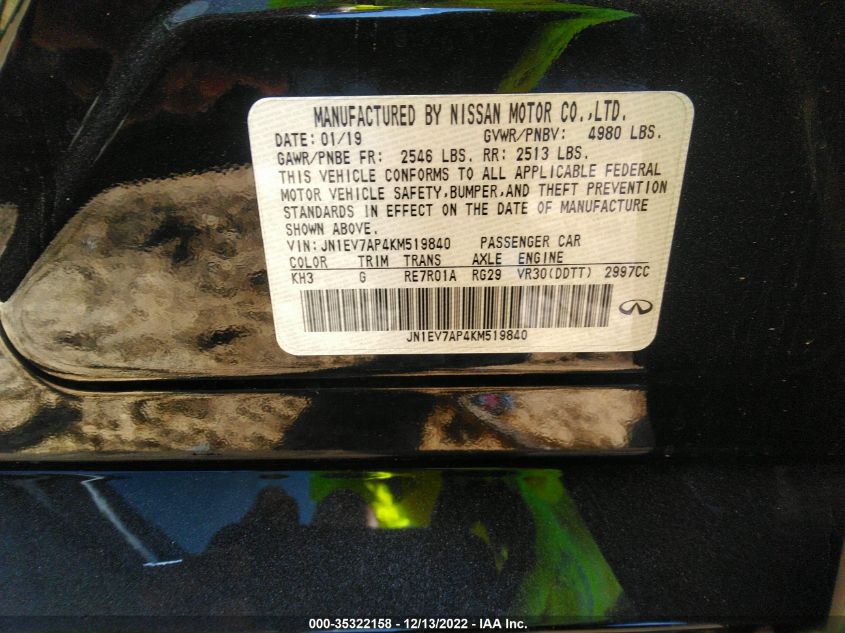 MANUFACTURED BY NISSAN MOTOR CO.,LTD.
DATE: 01/19 GVWR/PNBV: 4980 LBS.
GAWR/PNBE FR: 2546 LBS. RR: 2513 LBS.
THIS VEHICLE CONFORMS TO ALL APPLICABLE FEDERAL
MOTOR VEHICLE SAFETY,BUMPER,AND THEFT PREVENTION
STANDARDS IN EFFECT ON THE DATE OF MANUFACTURE
SHOWN ABOVE.
VIN: JN1EV7AP4KM519840 PASSENGER CAR
COLOR TRIM TRANS AXLE ENGINE
KH3 G RE7R01A RG29 VR30(DDTT) 2997CC
JN1EV7AP4KM519840
000-35322158 - 12/13/2022 - IAA Inc.